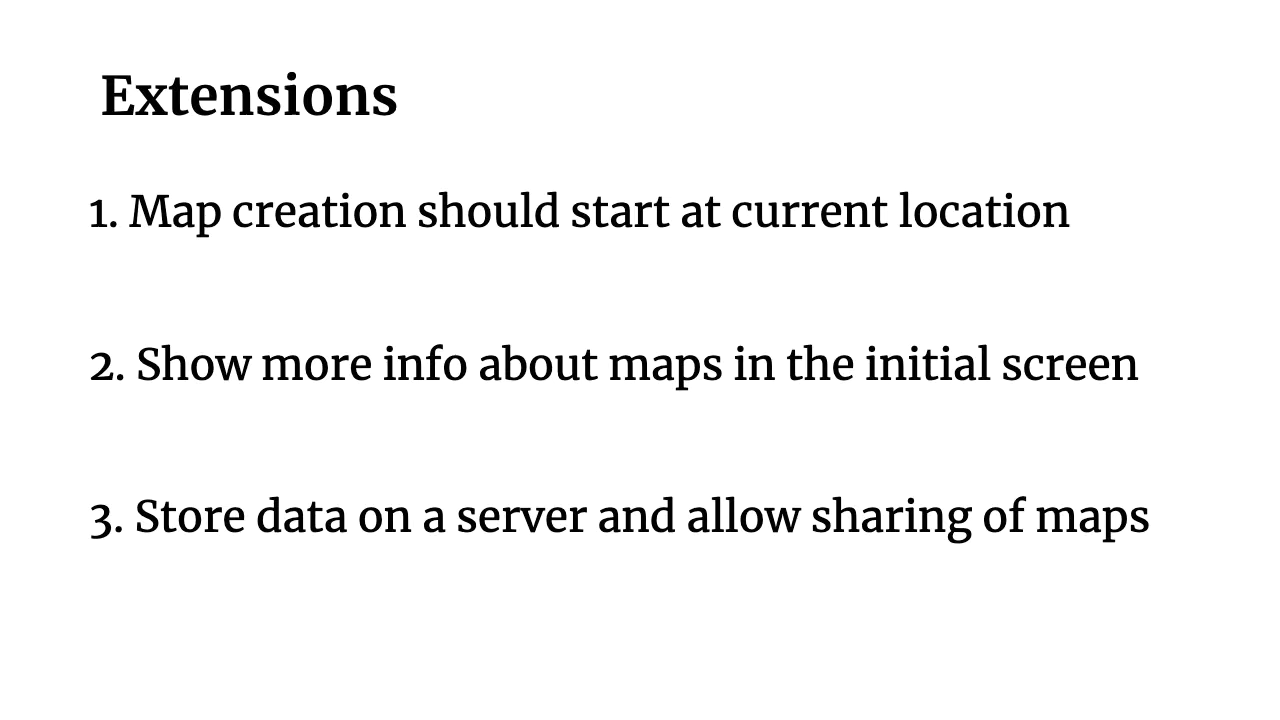 Extensions
1. Map creation should start at current location
2. Show more info about maps in the initial screen
3. Store data on a server and allow sharing of maps